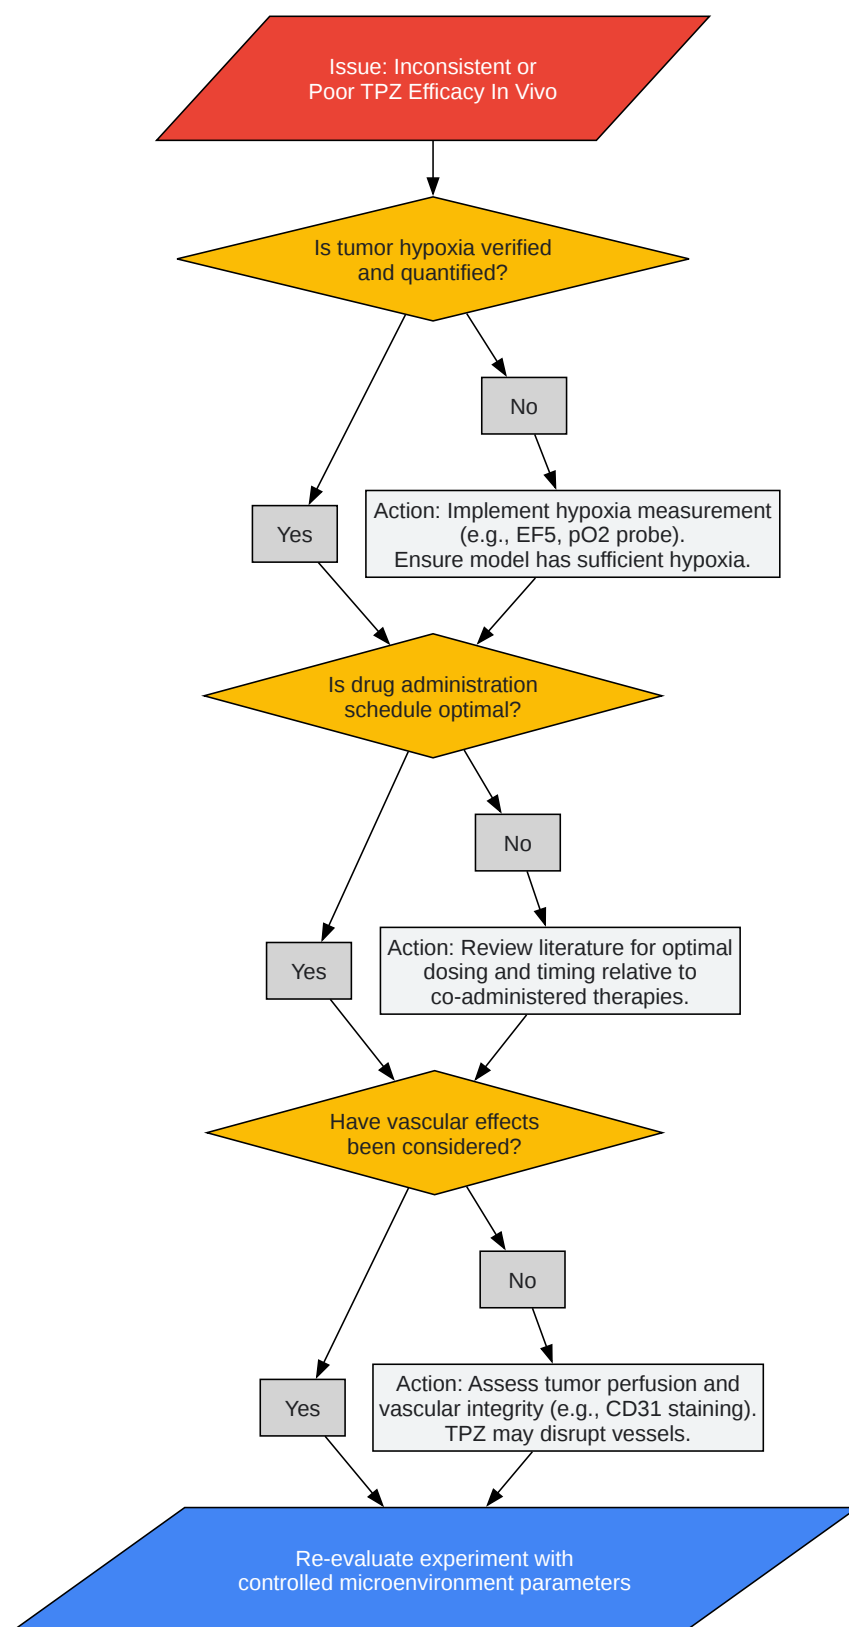 Issue: Inconsistent or
Poor TPZ Efficacy In Vivo
Is tumor hypoxia verified
and quantified?
No
Yes
Action: Implement hypoxia measurement
(e.g., EF5, pO2 probe).
Ensure model has sufficient hypoxia.
Is drug administration
schedule optimal?
No
Yes
Action: Review literature for optimal
dosing and timing relative to
co-administered therapies.
Have vascular effects
been considered?
No
Yes
Action: Assess tumor perfusion and
vascular integrity (e.g., CD31 staining).
TPZ may disrupt vessels.
Re-evaluate experiment with
controlled microenvironment parameters